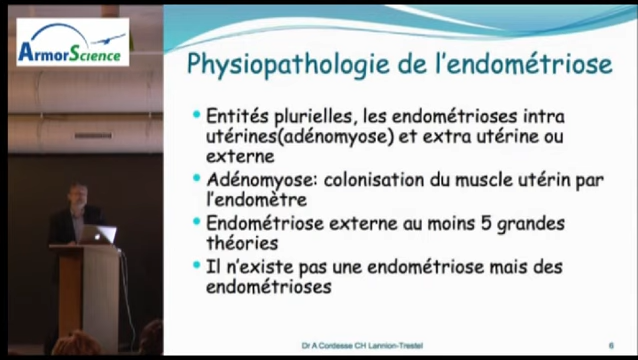 ArmorScience
Physiopathologie de l'endométriose
Entités plurielles, les endométrioses intra
utérines(adénomyose) et extra utérine ou
externe
Adénomyose: colonisation du muscle utérin par
l'endomètre
Endométriose externe au moins 5 grandes
théories
Il n'existe pas une endométriose mais des
endométrioses
Dr A Cordesse CH Lannion-Trestel
6